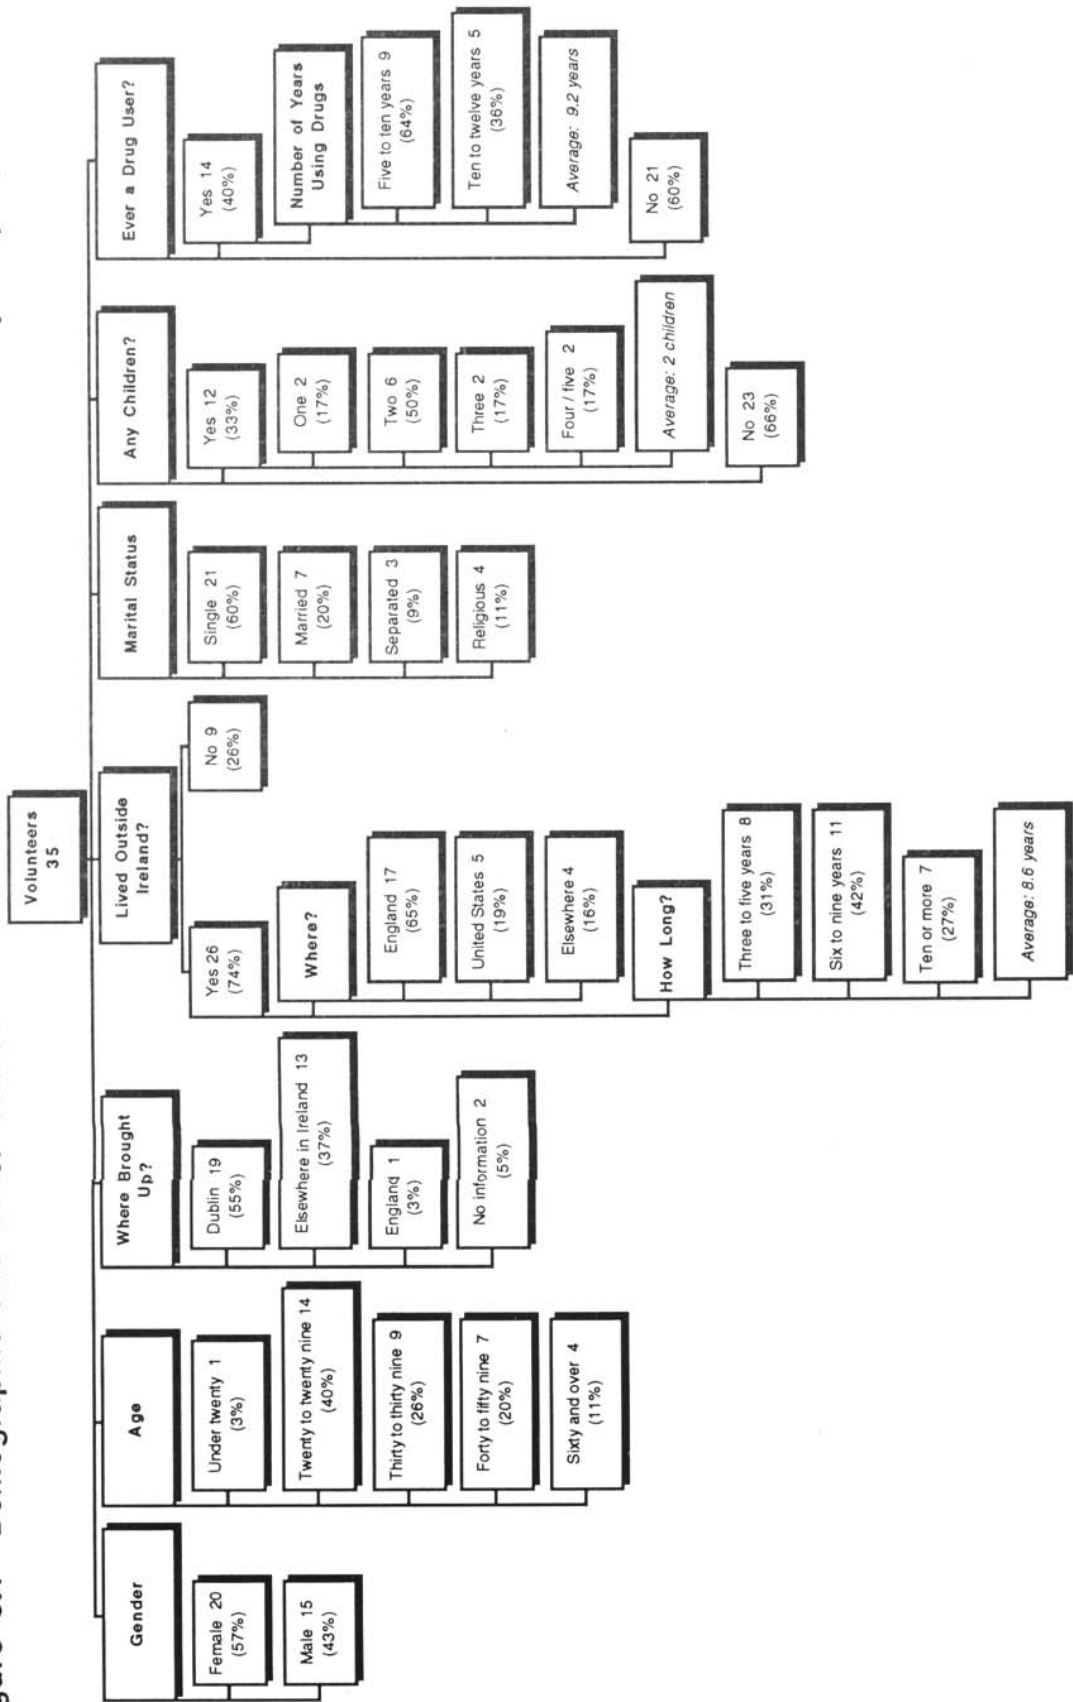 Volunteers
35
Gender
Female 20
(57%)
Male 15
(43%)
Age
Under twenty 1
(3%)
Twenty to twenty nine 14
(40%)
Thirty to thirty nine 9
(26%)
Forty to fifty nine 7
(20%)
Sixty and over 4
(11%)
Where Brought
Up?
Dublin 19
(55%)
Elsewhere in Ireland 13
(37%)
England 1
(3%)
No information 2
(5%)
Lived Outside
Ireland?
Yes 26
(74%)
Where?
England 17
(65%)
United States 5
(19%)
Elsewhere 4
(16%)
How Long?
Three to five years 8
(31%)
Six to nine years 11
(42%)
Ten or more 7
(27%)
Average: 8.6 years
No 9
(26%)
Marital Status
Single 21
(60%)
Married 7
(20%)
Separated 3
(9%)
Religious 4
(11%)
Any Children?
Yes 12
(33%)
One 2
(17%)
Two 6
(50%)
Three 2
(17%)
Four / five 2
(17%)
Average: 2 children
No 23
(66%)
Ever a Drug User?
Yes 14
(40%)
Number of Years
Using Drugs
Five to ten years 9
(64%)
Ten to twelve years 5
(36%)
Average: 9.2 years
No 21
(60%)